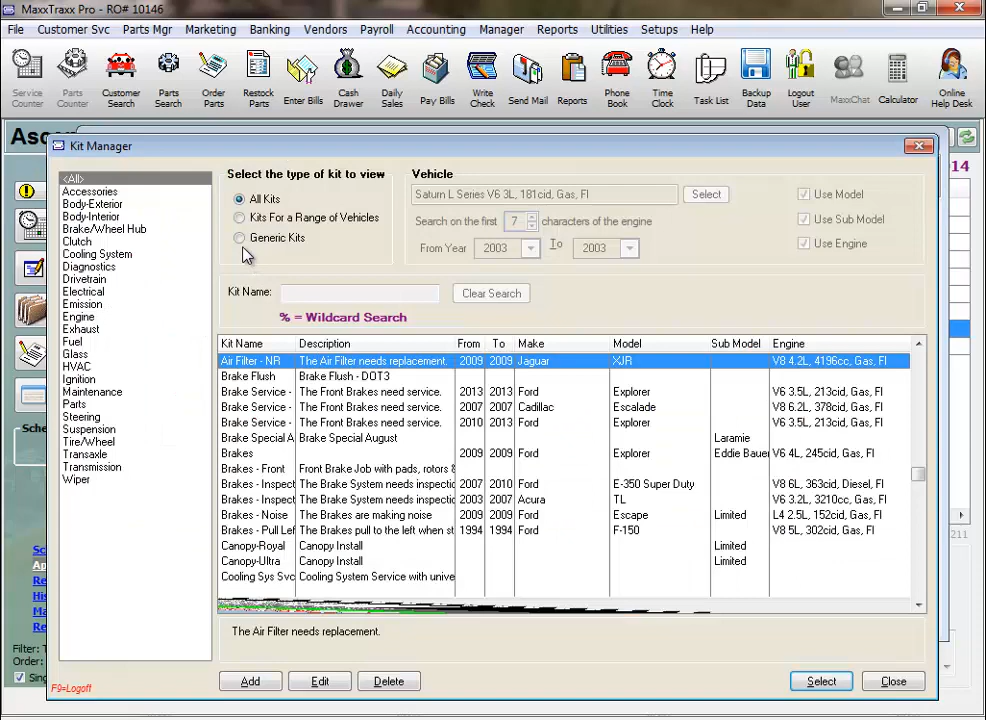 MaxxTraxx Pro - RO# 10146
File Customer Svc Parts Mgr Marketing Banking Vendors Payroll Accounting Manager Reports Utilities Setups Help
Service Counter Parts Counter Customer Search Parts Search Order Parts Restock Parts Enter Bills Cash Drawer Daily Sales Pay Bills Write Check Send Mail Reports Phone Book Time Clock Task List Backup Data Logout User MaxxChat Calculator Online Help Desk
Kit Manager
14
<All>
Accessories
Body-Exterior
Body-Interior
Brake/Wheel Hub
Clutch
Cooling System
Diagnostics
Drivetrain
Electrical
Emission
Engine
Exhaust
Fuel
Glass
HVAC
Ignition
Maintenance
Parts
Steering
Suspension
Tire/Wheel
Transaxle
Transmission
Wiper
Select the type of kit to view
All Kits
Kits For a Range of Vehicles
Generic Kits
Vehicle
Saturn L Series V6 3L, 181cid, Gas, FI Select
Search on the first 7 characters of the engine
From Year 2003 To 2003
Use Model
Use Sub Model
Use Engine
Kit Name: Clear Search
% = Wildcard Search
Kit Name Description From To Make Model Sub Model Engine
Air Filter - NR The Air Filter needs replacement. 2009 2009 Jaguar XJR V8 4.2L, 4196cc, Gas, FI
Brake Flush Brake Flush - DOT3
Brake Service - The Front Brakes need service. 2013 2013 Ford Explorer V6 3.5L, 213cid, Gas, FI
Brake Service - The Front Brakes need service. 2007 2007 Cadillac Escalade V8 6.2L, 378cid, Gas, FI
Brake Service - The Front Brakes need service. 2010 2013 Ford Explorer V6 3.5L, 213cid, Gas, FI
Brake Special A Brake Special August Laramie
Brakes 2009 2009 Ford Explorer Eddie Bauer V6 4L, 245cid, Gas, FI
Brakes - Front Front Brake Job with pads, rotors &
Brakes - Inspect The Brake System needs inspectio 2007 2010 Ford E-350 Super Duty V8 6L, 363cid, Diesel, FI
Brakes - Inspect The Brakes System needs inspectio 2003 2007 Acura TL V6 3.2L, 3210cc, Gas, FI
Brakes - Noise The Brakes are making noise 2009 2009 Ford Escape Limited L4 2.5L, 152cid, Gas, FI
Brakes - Pull Lef The Brakes pull to the left when st 1994 1994 Ford F-150 V8 5L, 302cid, Gas, FI
Canopy-Royal Canopy Install Limited
Canopy-Ultra Canopy Install Limited
Cooling Sys Svc Cooling System Service with unive
The Air Filter needs replacement.
Add Edit Delete Select Close
F9=Logoff
211
Filter: T
Order: